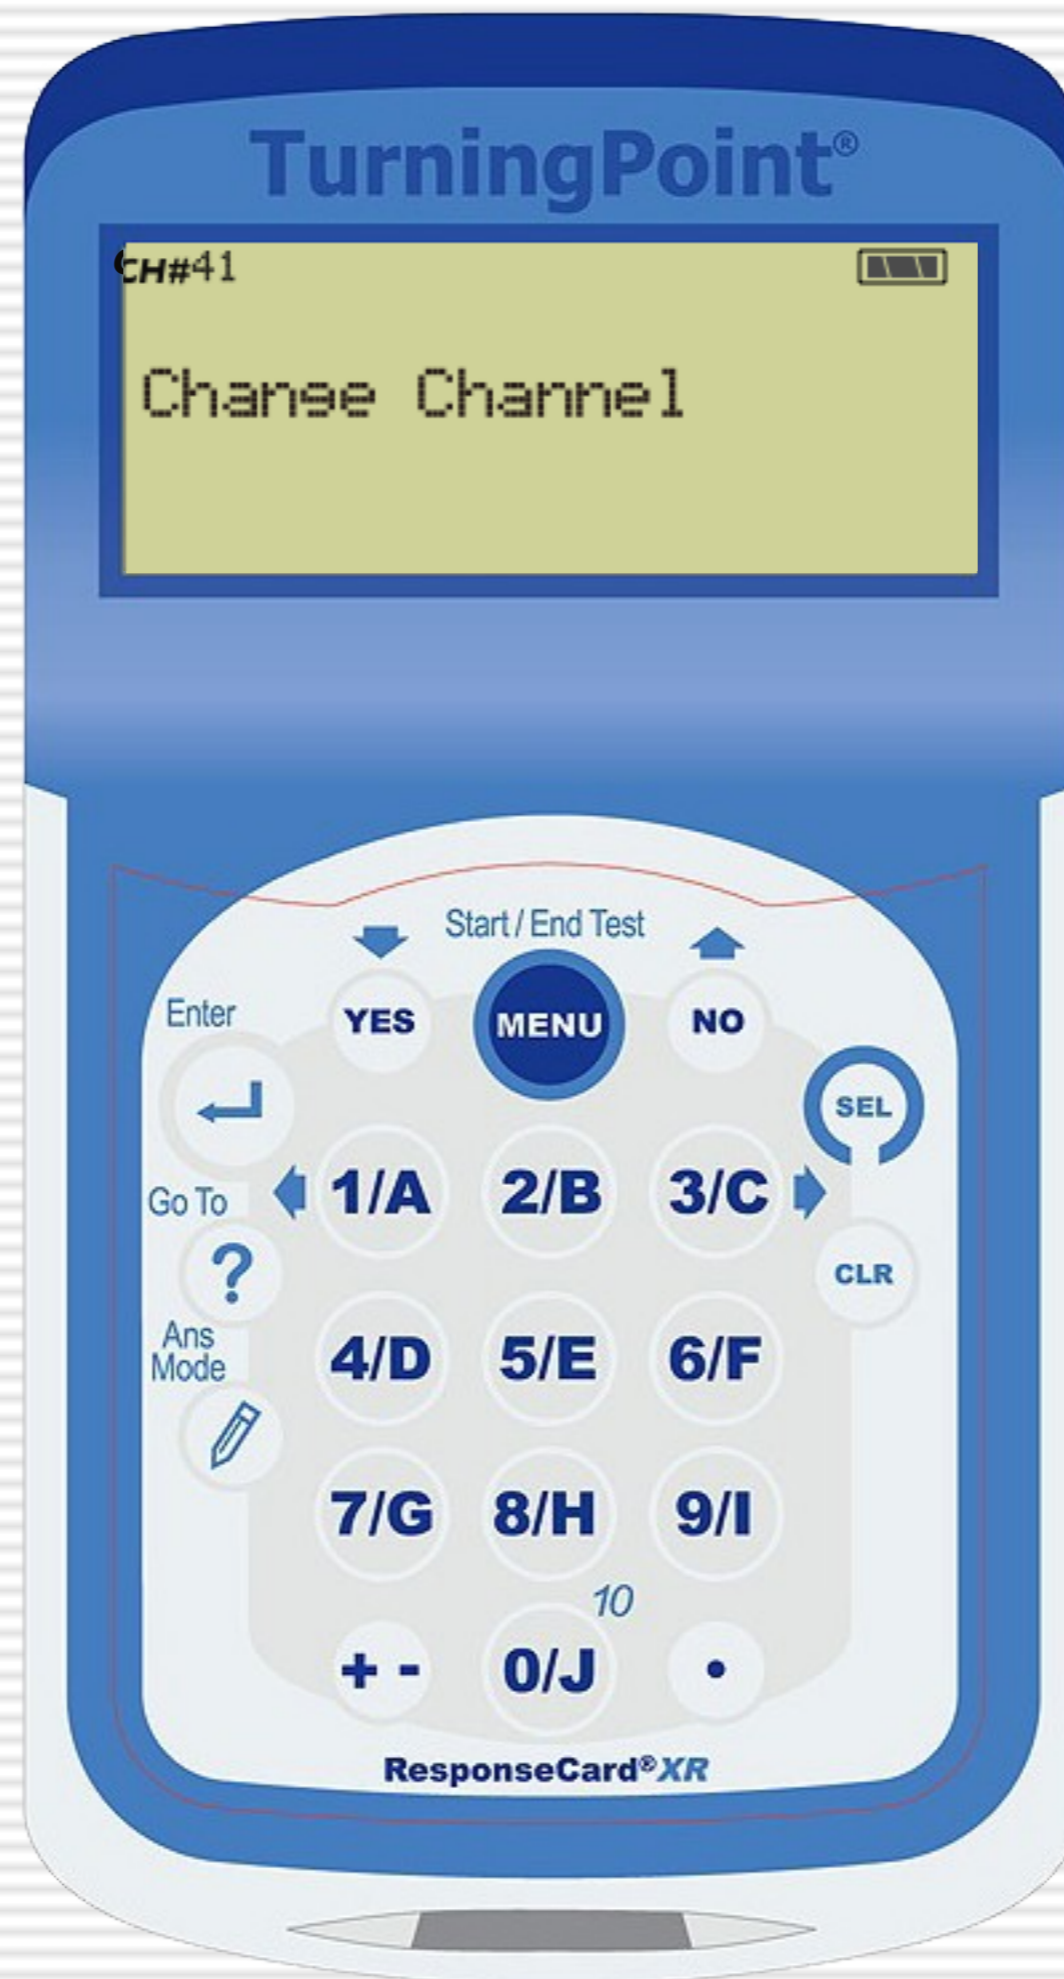 TurningPoint®
CH#41
Change Channel
Start / End Test
YES
MENU
NO
Enter
SEL
1/A
2/B
3/C
Go To
?
CLR
Ans
Mode
4/D
5/E
6/F
7/G
8/H
9/I
10
+ -
0/J
•
ResponseCard®XR